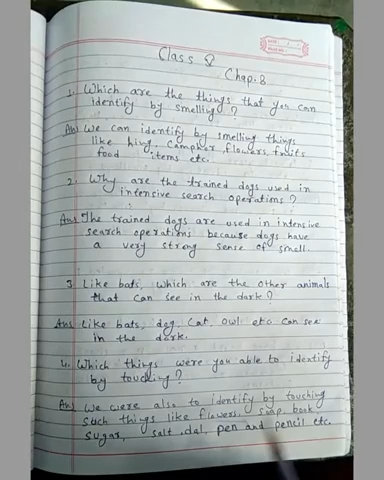 Class V
Chap. 8
1. Which are the things that you can
identify by smelling ?
Ans We can identify by smelling things
like hing, Campher flowers, fruits
food items etc.
2. Why are the trained dogs used in
intensive search operations ?
Ans The trained dogs are used in intensive
search operations because dogs have
a very strong sense of smell.
3 Like bats, which are the other animals
that can see in the dark ?
Ans Like bats, dog, Cat, owl etc can see
in the dark.
4. Which things were you able to identify
by touching ?
Ans We were also to identify by touching
such things like flowers, soap, book
sugar, salt, dal, pen and pencil etc.